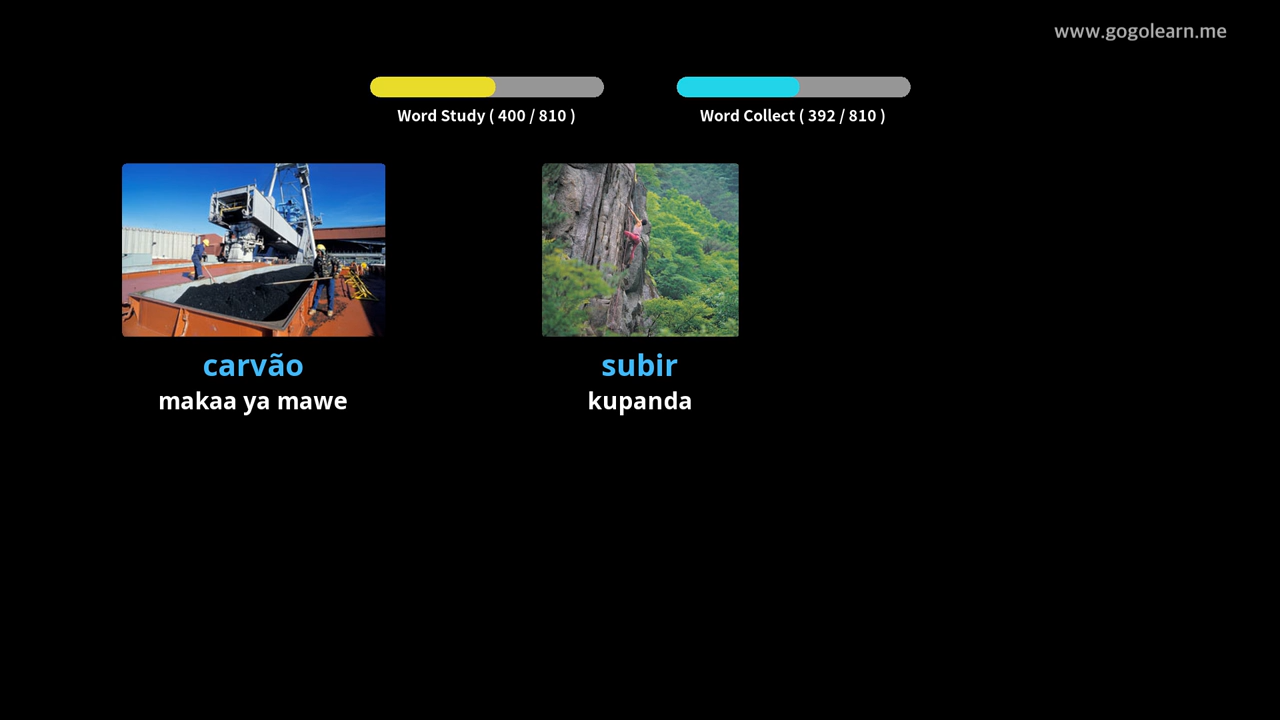 www.gogolearn.me
Word Study ( 400 / 810 )
Word Collect ( 392 / 810 )
carvão
makaa ya mawe
subir
kupanda